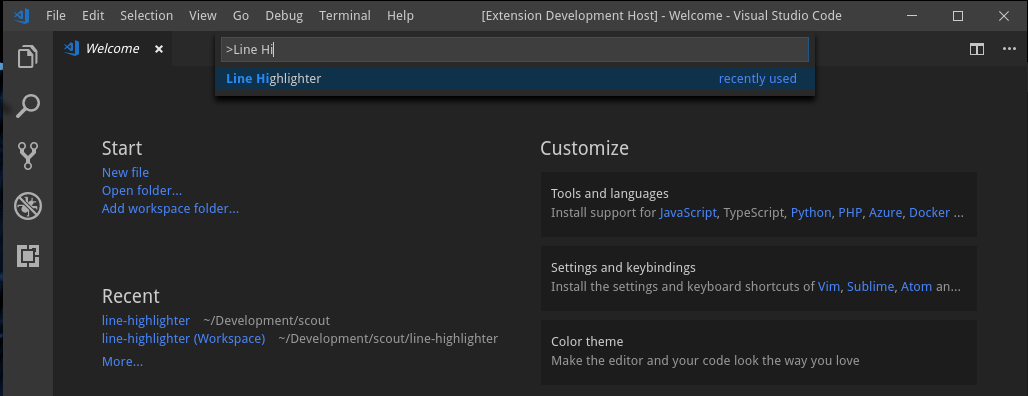 File Edit Selection View Go Debug Terminal Help [Extension Development Host] - Welcome - Visual Studio Code
Welcome
>Line Hi
Line Highlighter recently used
Start
New file
Open folder...
Add workspace folder...
Recent
line-highlighter ~/Development/scout
line-highlighter (Workspace) ~/Development/scout/line-highlighter
More...
Customize
Tools and languages
Install support for JavaScript, TypeScript, Python, PHP, Azure, Docker ...
Settings and keybindings
Install the settings and keyboard shortcuts of Vim, Sublime, Atom an...
Color theme
Make the editor and your code look the way you love